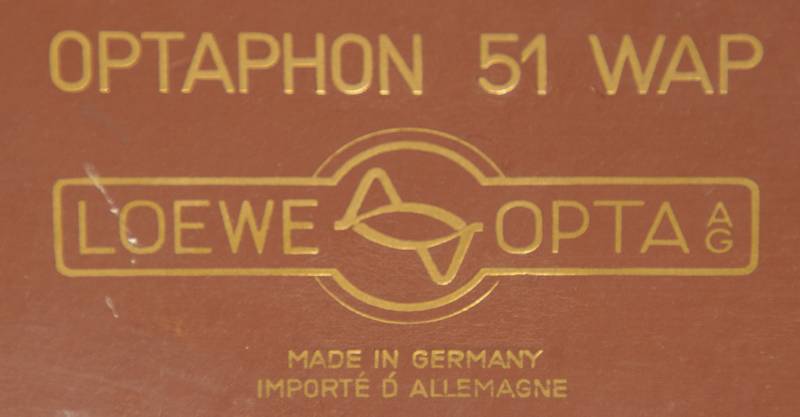 OPTAPHON 51 WAP
LOEWE OPTA AG
MADE IN GERMANY
IMPORTÉ D́ ALLEMAGNE